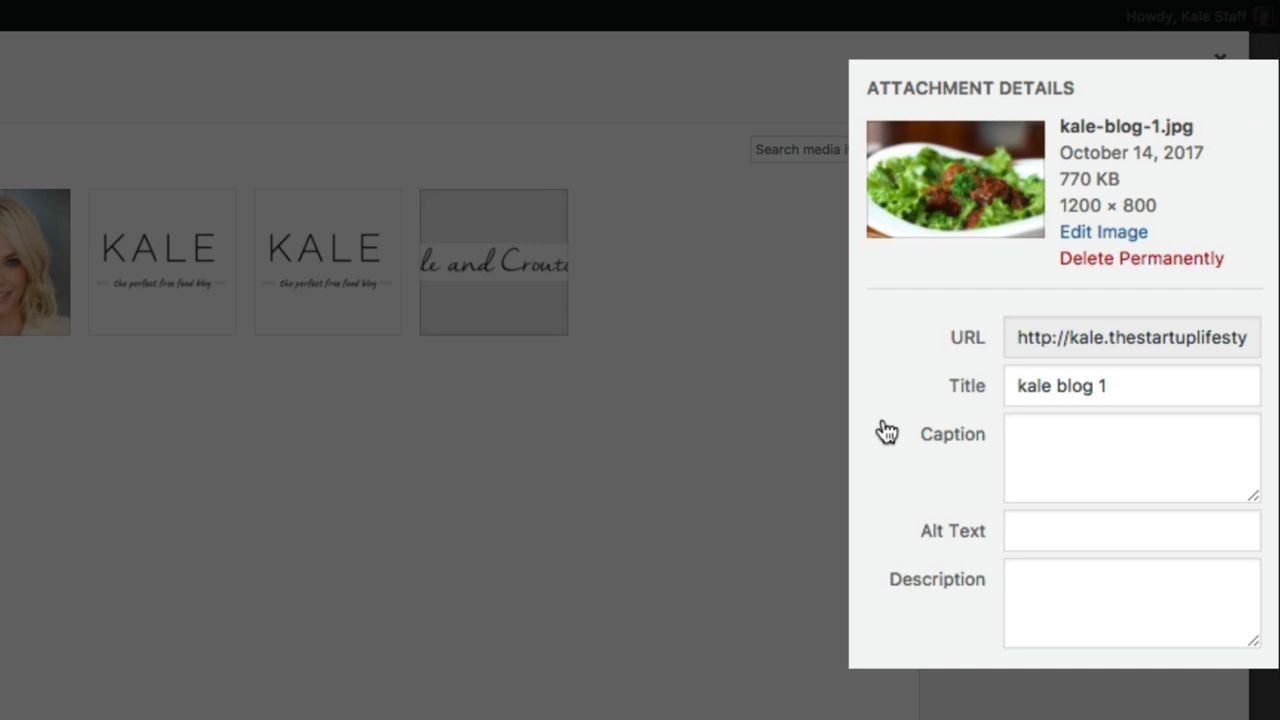 Howdy, Kale Staff
Search media i
KALE
the perfect free food blog
KALE
the perfect free food blog
le and Crout
ATTACHMENT DETAILS
kale-blog-1.jpg
October 14, 2017
770 KB
1200 × 800
Edit Image
Delete Permanently
URL
http://kale.thestartuplifesty
Title
kale blog 1
Caption
Alt Text
Description